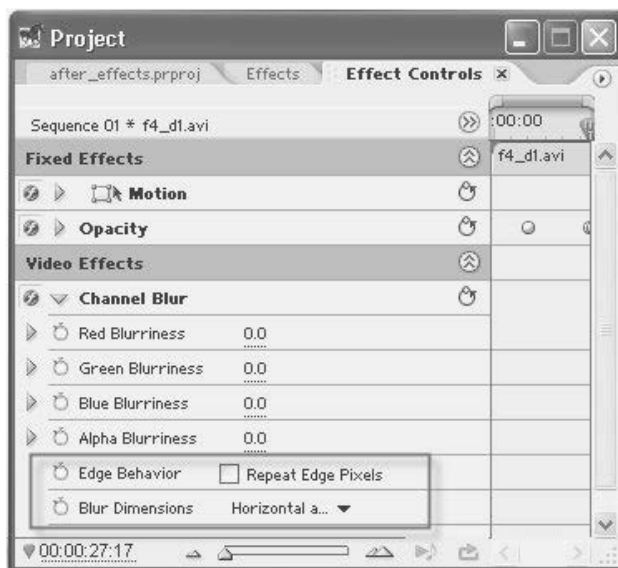 Project
after_effects.prproj Effects Effect Controls
Sequence 01 * f4_d1.avi :00:00
Fixed Effects f4_d1.avi
Motion
Opacity
Video Effects
Channel Blur
Red Blurriness 0.0
Green Blurriness 0.0
Blue Blurriness 0.0
Alpha Blurriness 0.0
Edge Behavior Repeat Edge Pixels
Blur Dimensions Horizontal a...
00:00:27:17